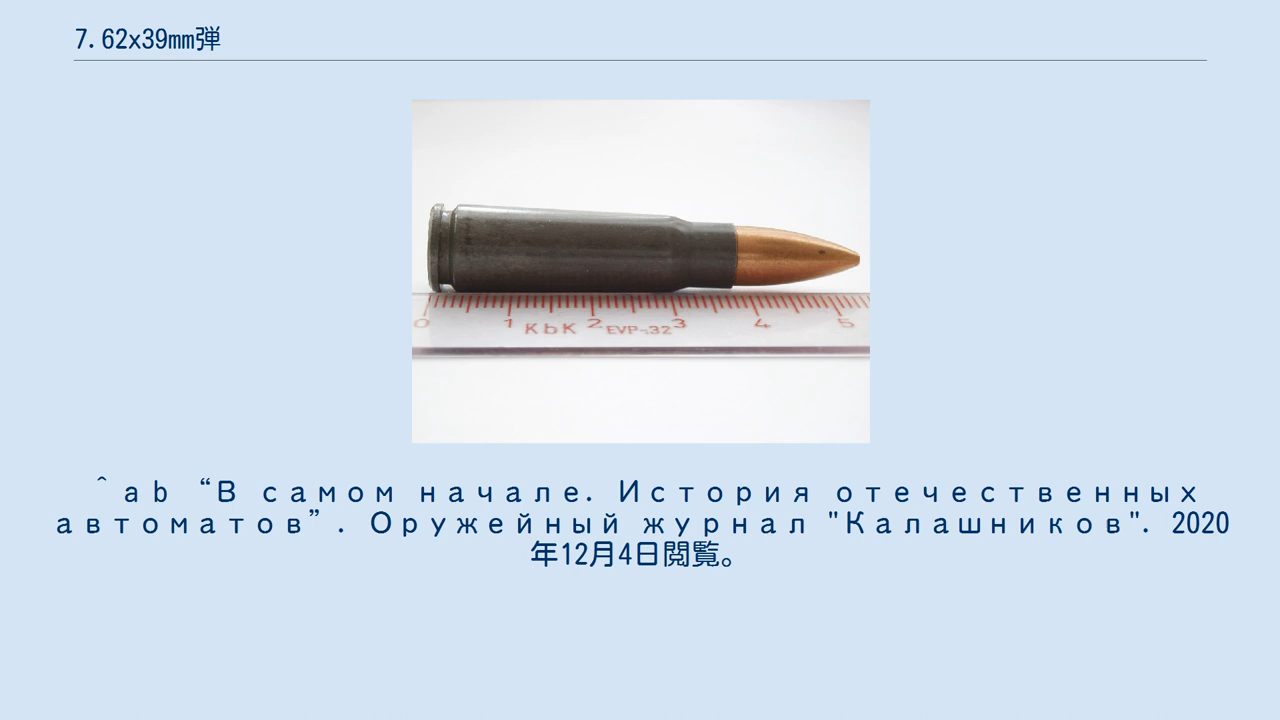 7.62x39mm弾
0 1 KbK 2 EVP-32 3 4 5
^ab “В самом начале. История отечественных
автоматов”. Оружейный журнал "Калашников". 2020
年12月4日閲覧。